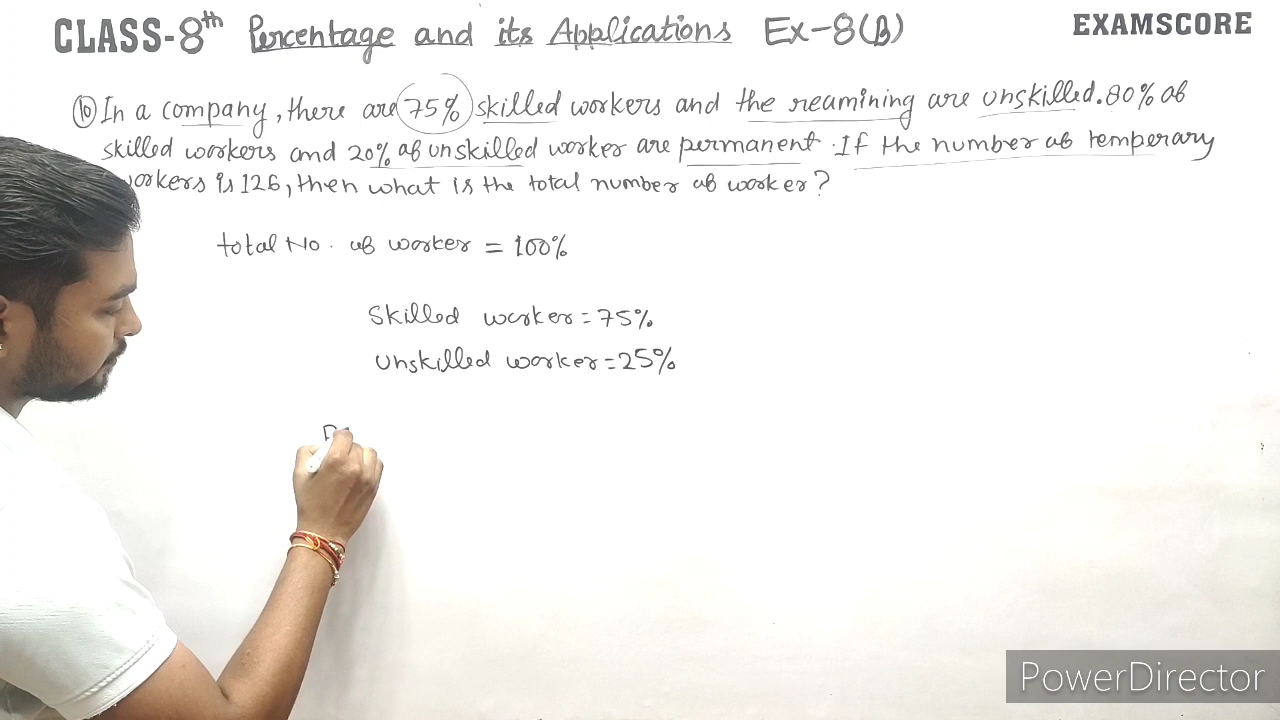 CLASS-8th Percentage and its Applications Ex-8(B)
EXAMSCORE
10 In a company, there are 75% skilled workers and the reamining are unskilled. 80% of
skilled workers and 20% of unskilled worker are permanent. If the number of temperary
workers is 126, then what is the total number of worker?
total No. of worker = 100%
Skilled worker = 75%
Unskilled worker = 25%
PowerDirector